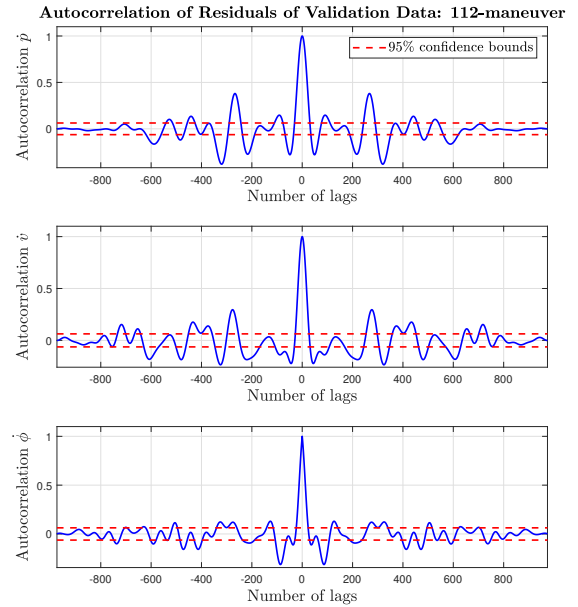 Autocorrelation of Residuals of Validation Data: 112-maneuver
95% confidence bounds
Autocorrelation ṗ
1
0.5
0
-800 -600 -400 -200 0 200 400 600 800
Number of lags
Autocorrelation v̇
1
0.5
0
-800 -600 -400 -200 0 200 400 600 800
Number of lags
Autocorrelation ϕ̇
1
0.5
0
-800 -600 -400 -200 0 200 400 600 800
Number of lags